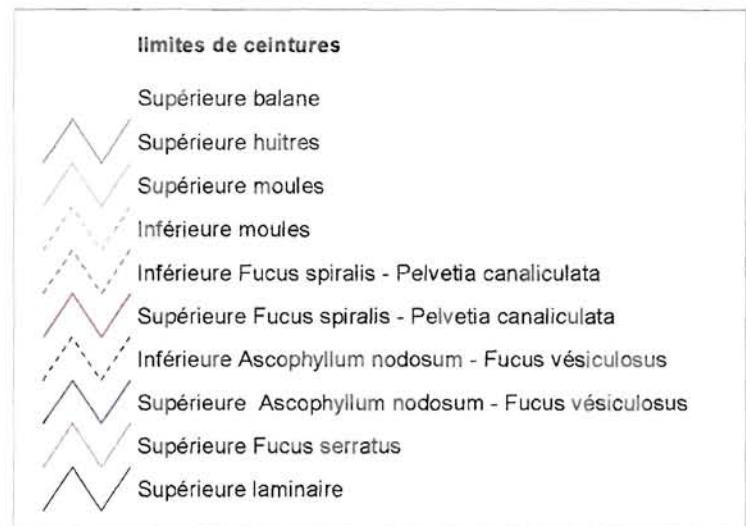 limites de ceintures
Supérieure balane
Supérieure huitres
Supérieure moules
Inférieure moules
Inférieure Fucus spiralis - Pelvetia canaliculata
Supérieure Fucus spiralis - Pelvetia canaliculata
Inférieure Ascophyllum nodosum - Fucus vésiculosus
Supérieure Ascophyllum nodosum - Fucus vésiculosus
Supérieure Fucus serratus
Supérieure laminaire